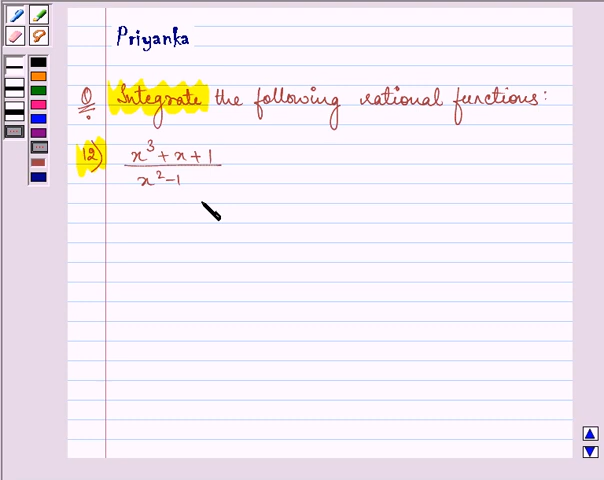 Priyanka
Q. Integrate the following rational functions:
12) x³ + x + 1
x² - 1